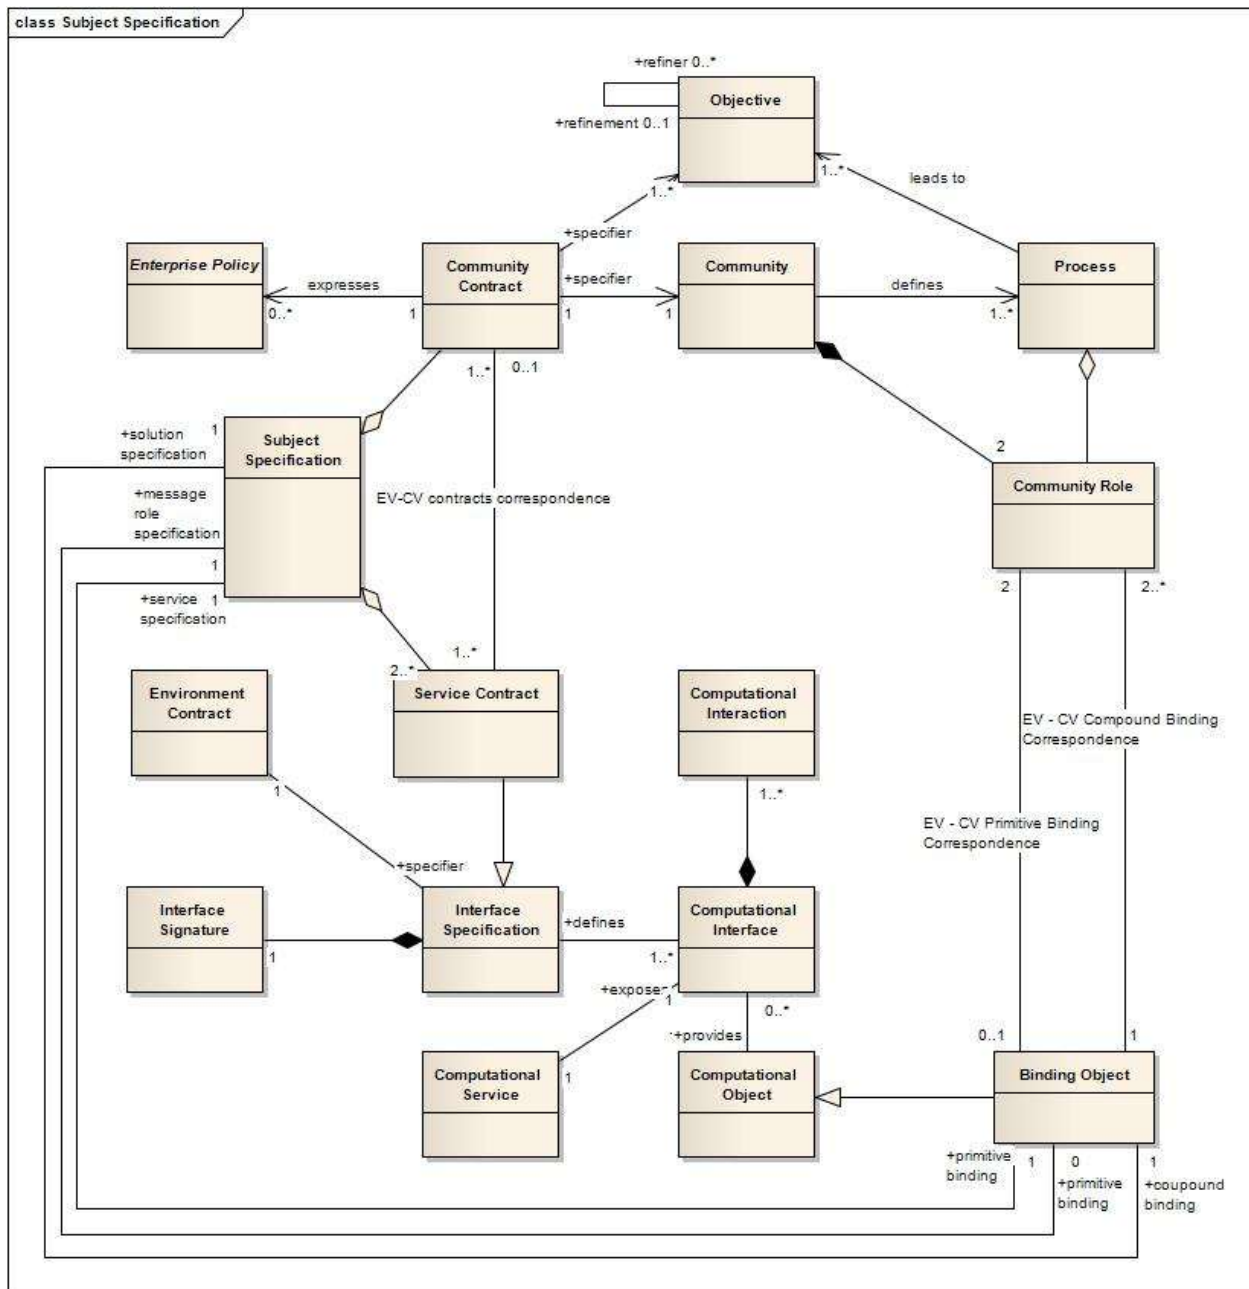 class Subject Specification
+refiner 0..*
Objective
+refinement 0..1
1..*
1..*
leads to
+specifier
Enterprise Policy
Community
Contract
Community
Process
expresses
+specifier
defines
0..*
1
1
1
1..*
1..*
0..1
1
Subject
Specification
+solution
specification
2
Community Role
+message
role
specification
EV-CV contracts correspondence
1
+service
specification
1
2
2..*
1..*
2..*
Environment
Contract
Service Contract
Computational
Interaction
EV - CV Compound Binding
Correspondence
1
1..*
EV - CV Primitive Binding
Correspondence
+specifier
Interface
Signature
Interface
Specification
+defines
Computational
Interface
1
1..*
+expose
1
0..*
+provides
0..1
1
Computational
Service
1
Computational
Object
Binding Object
+primitive
binding
1
0
+primitive
binding
1
+coupound
binding